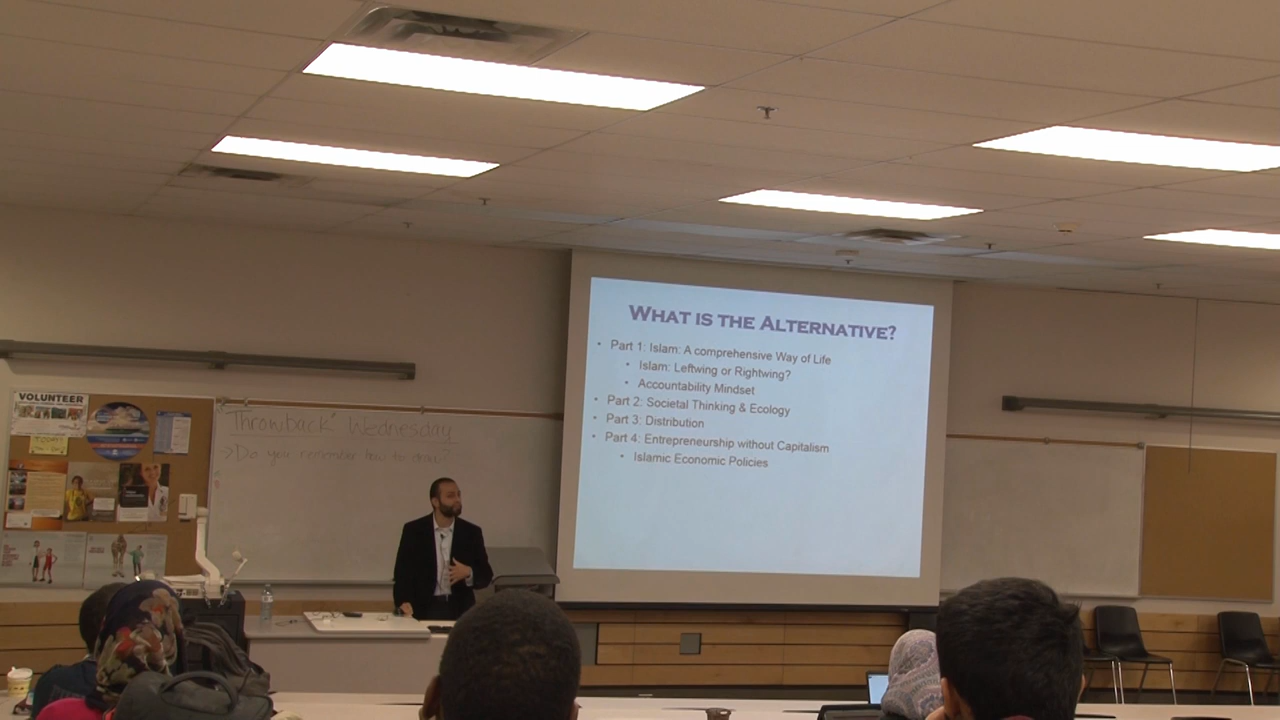 WHAT IS THE ALTERNATIVE?
• Part 1: Islam: A comprehensive Way of Life
• Islam: Leftwing or Rightwing?
• Accountability Mindset
• Part 2: Societal Thinking & Ecology
• Part 3: Distribution
• Part 4: Entrepreneurship without Capitalism
• Islamic Economic Policies
VOLUNTEER
Throwback Wednesday
→Do you remember how to draw?